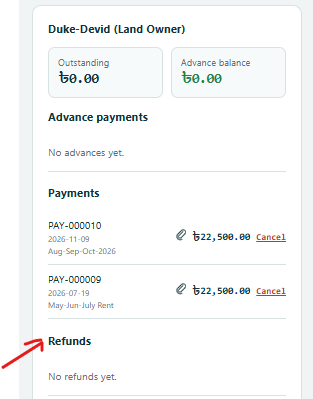 Duke-Devid (Land Owner)
Outstanding
৳0.00
Advance balance
৳0.00
Advance payments
No advances yet.
Payments
PAY-000010
2026-11-09
Aug-Sep-Oct-2026
৳22,500.00 Cancel
PAY-000009
2026-07-19
May-Jun-July Rent
৳22,500.00 Cancel
Refunds
No refunds yet.